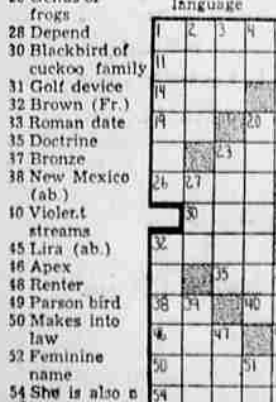 frogs
28 Depend
30 Blackbird of
cuckoo family
31 Golf device
32 Brown (Fr.)
33 Roman date
35 Doctrine
37 Bronze
38 New Mexico
(ab.)
40 Violer.t
streams
45 Lira (ab.)
46 Apex
48 Renter
49 Parson bird
50 Makes into
law
52 Feminine
name
54 She is also a
language
1 2 3 4
11
14
19 20
23
26 27
30
32
35
38 39 40
46 47
50 51
54